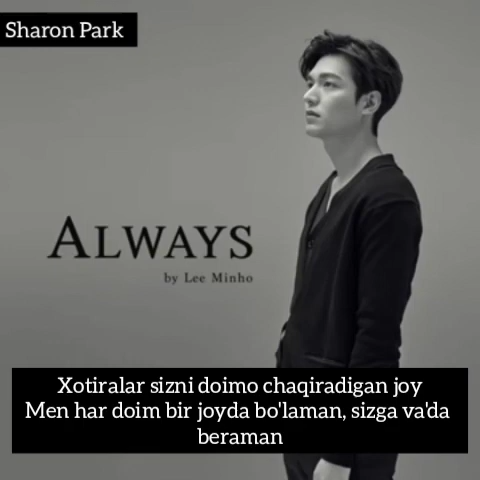 Sharon Park
ALWAYS
by Lee Minho
Xotiralar sizni doimo chaqiradigan joy
Men har doim bir joyda bo'laman, sizga va'da
beraman